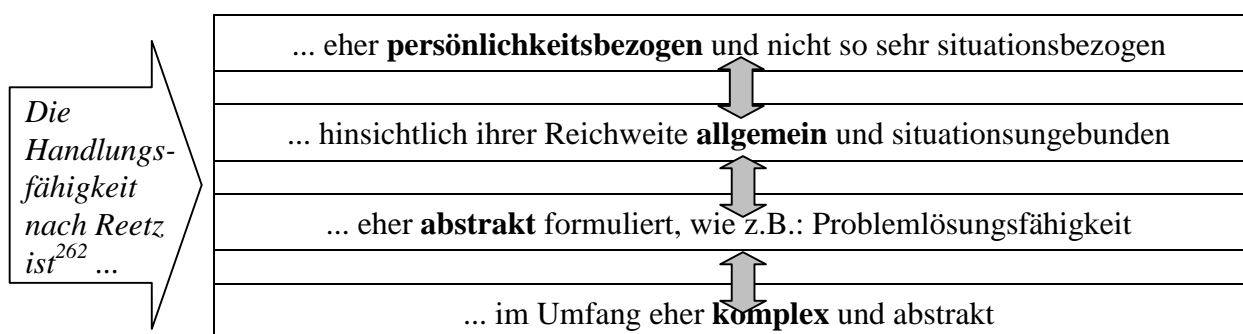 ... eher persönlichkeitsbezogen und nicht so sehr situationsbezogen
Die
Handlungs-
fähigkeit
nach Reetz
ist262 ...
... hinsichtlich ihrer Reichweite allgemein und situationsungebunden
... eher abstrakt formuliert, wie z.B.: Problemlösungsfähigkeit
... im Umfang eher komplex und abstrakt